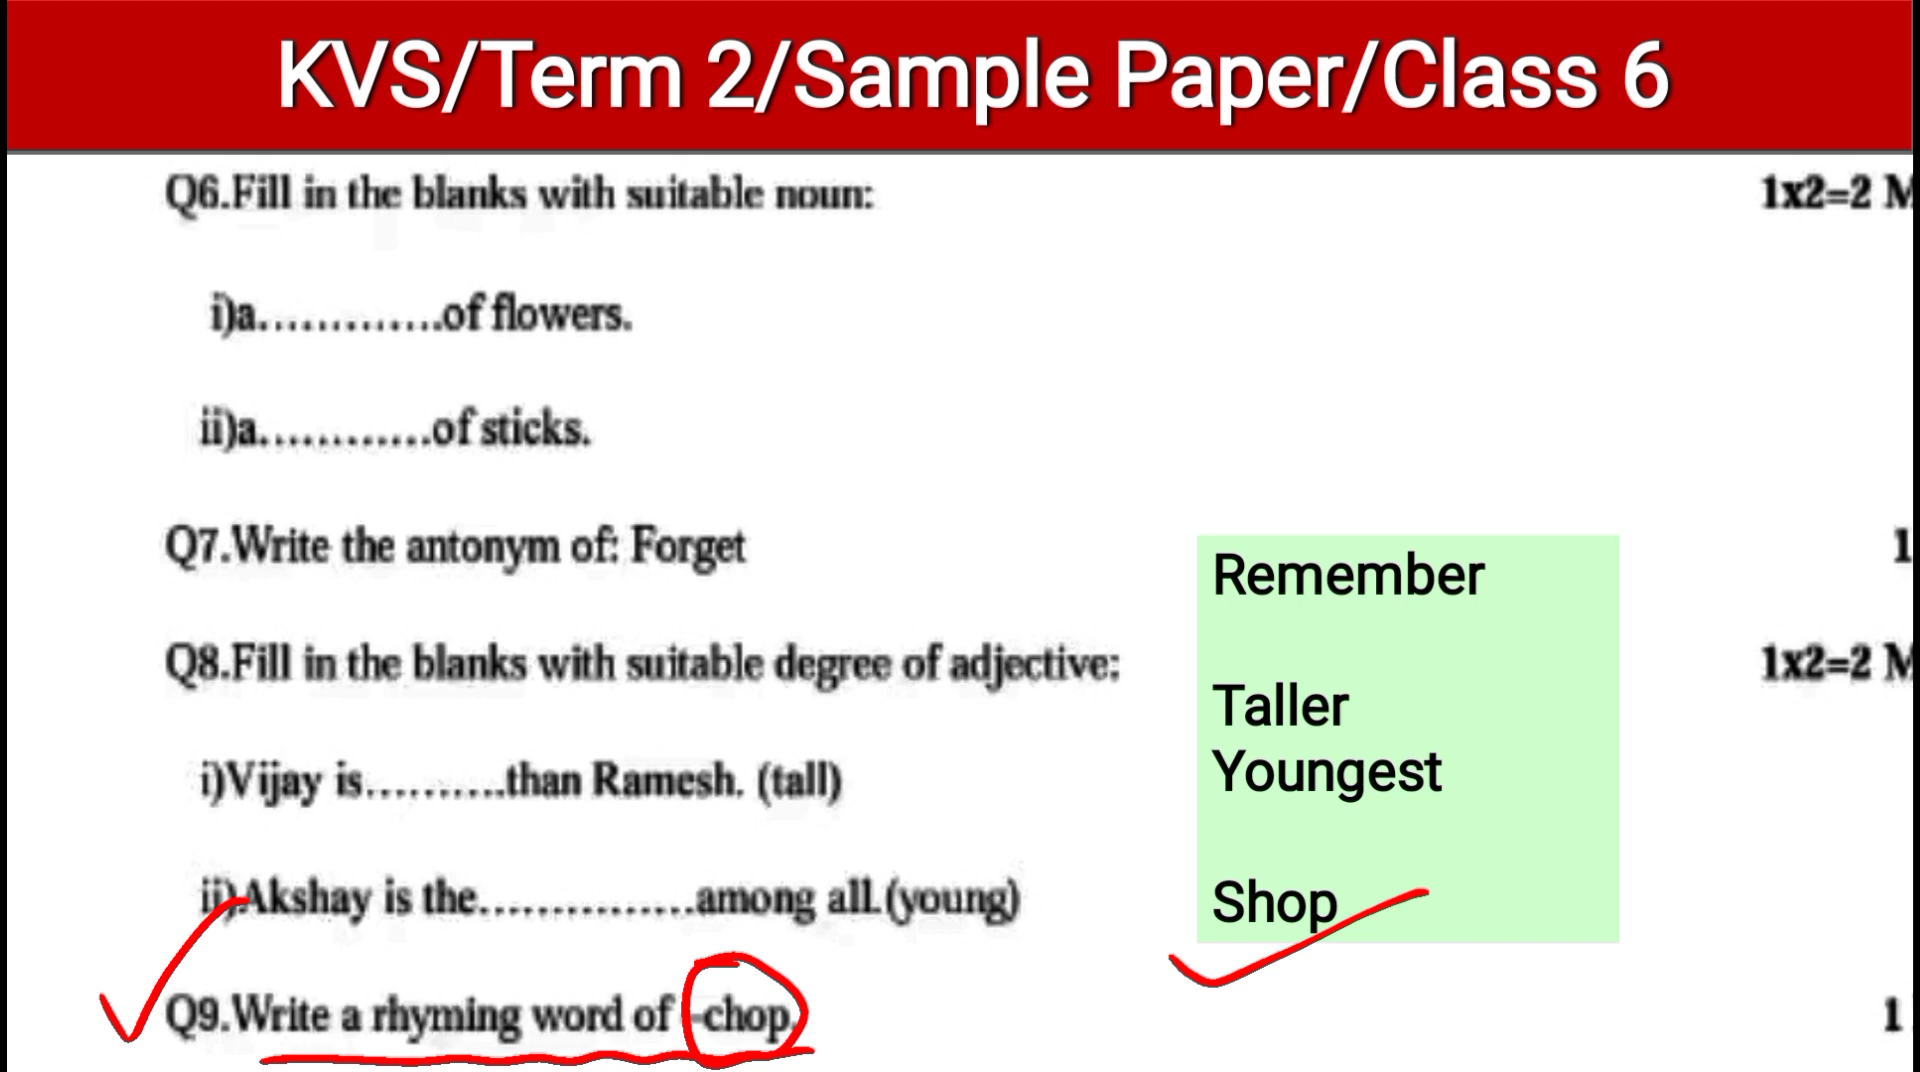 KVS/Term 2/Sample Paper/Class 6
Q6.Fill in the blanks with suitable noun: 1x2=2 M
i)a.............of flowers.
ii)a............of sticks.
Q7.Write the antonym of: Forget 1
Remember
Q8.Fill in the blanks with suitable degree of adjective: 1x2=2 M
Taller
i)Vijay is..........than Ramesh. (tall)
Youngest
ii)Akshay is the...............among all.(young)
Shop
Q9.Write a rhyming word of -chop. 1